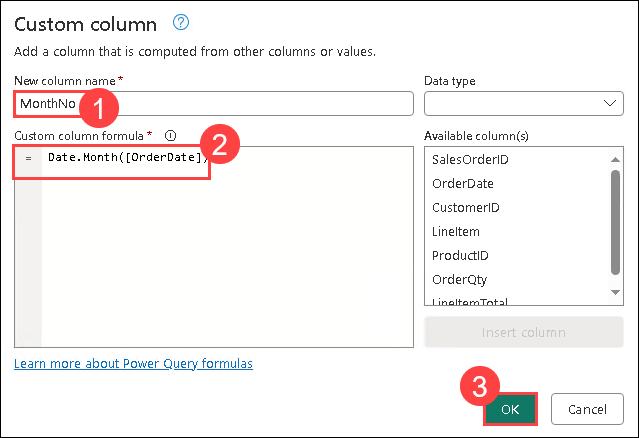 Custom column ?
Add a column that is computed from other columns or values.
New column name *
MonthNo
1
Data type
Custom column formula *
2
= Date.Month([OrderDate])
Available column(s)
SalesOrderID
OrderDate
CustomerID
LineItem
ProductID
OrderQty
LineItemTotal
Insert column
Learn more about Power Query formulas
3
OK
Cancel